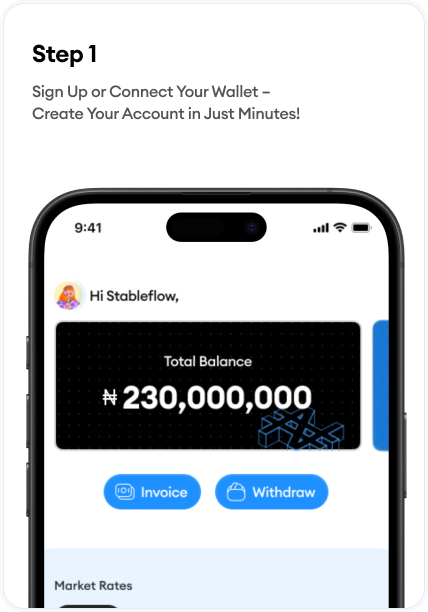 Step 1
Sign Up or Connect Your Wallet –
Create Your Account in Just Minutes!
9:41
Hi Stableflow,
Total Balance
₦ 230,000,000
Invoice
Withdraw
Market Rates